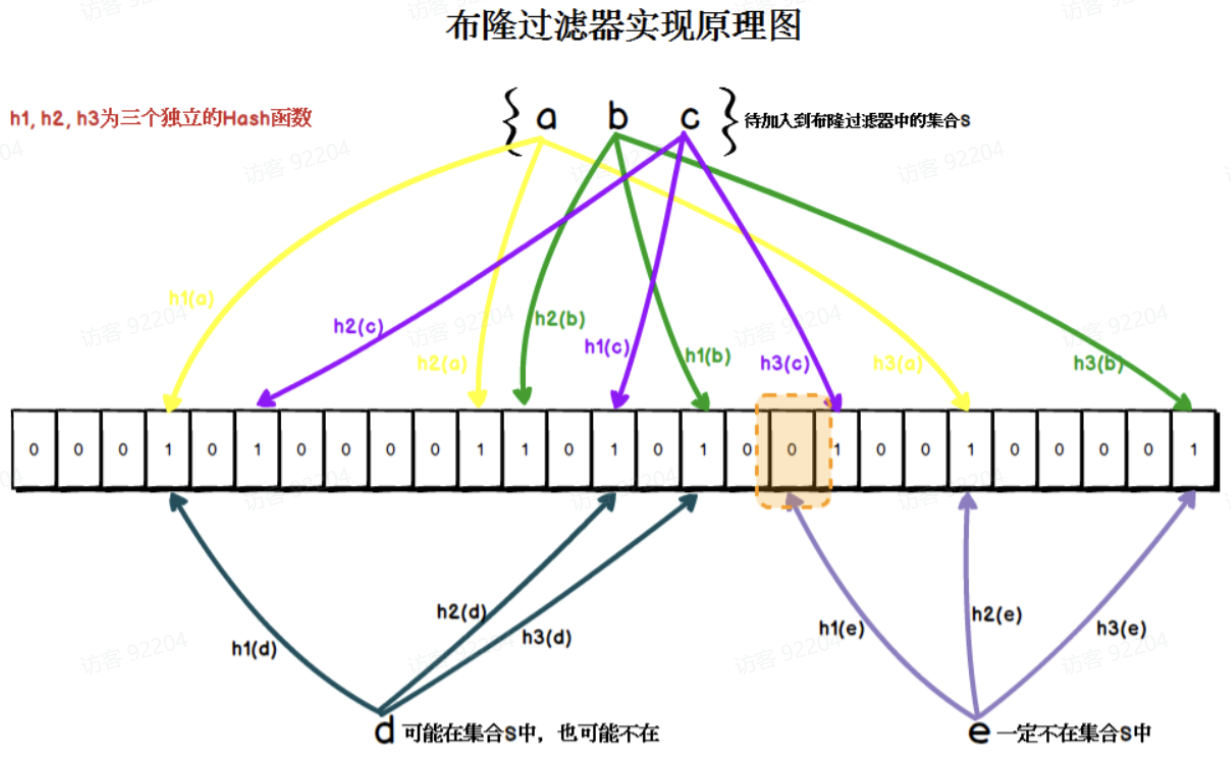 布隆过滤器实现原理图
h1, h2, h3为三个独立的Hash函数
{ a b c } 待加入到布隆过滤器中的集合S
h1(a)
h2(c)
h2(a)
h2(b)
h1(c)
h1(b)
h3(c)
h3(a)
h3(b)
0 0 0 1 0 1 0 0 0 0 1 1 0 1 0 1 0 0 1 0 0 1 0 0 0 0 1
h1(d)
h2(d)
h3(d)
h1(e)
h2(e)
h3(e)
d 可能在集合S中，也可能不在
e 一定不在集合S中
访客 92204